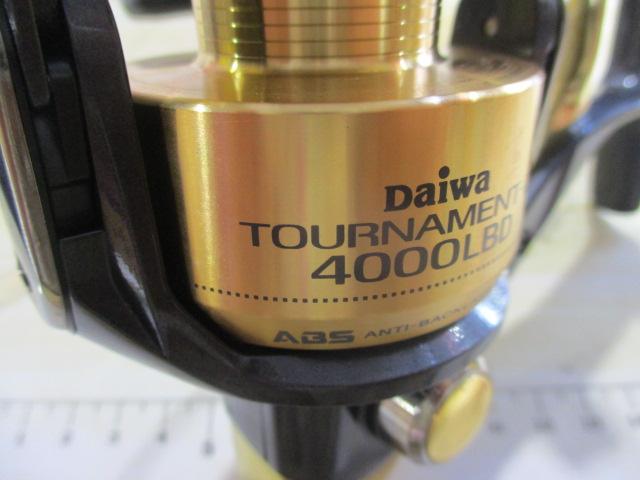 Daiwa
TOURNAMENT
4000LBD
ABS ANTI-BACK